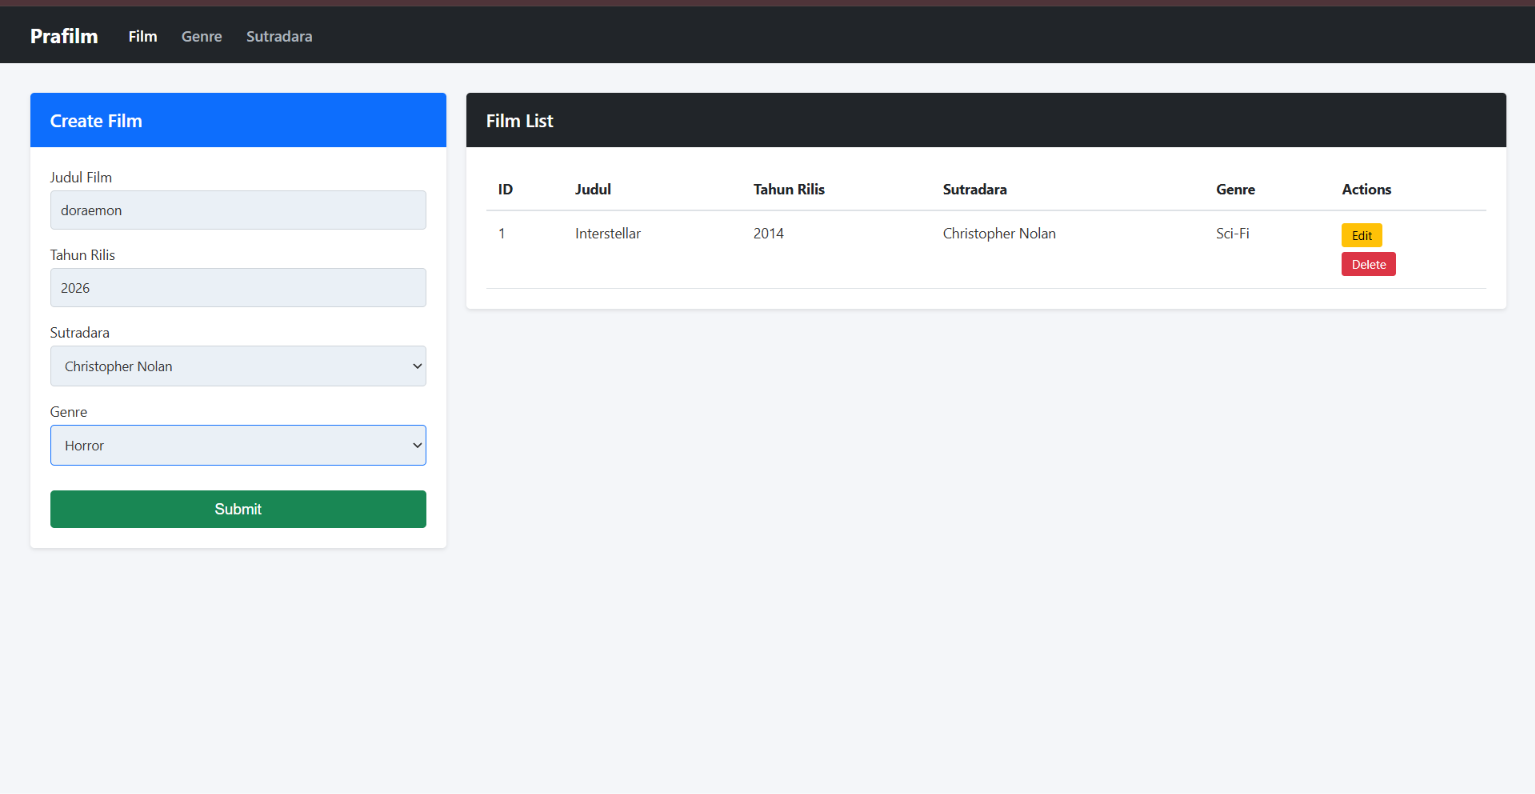 Prafilm Film Genre Sutradara
Create Film
Judul Film
doraemon
Tahun Rilis
2026
Sutradara
Christopher Nolan
Genre
Horror
Submit
Film List
ID Judul Tahun Rilis Sutradara Genre Actions
1 Interstellar 2014 Christopher Nolan Sci-Fi Edit
Delete